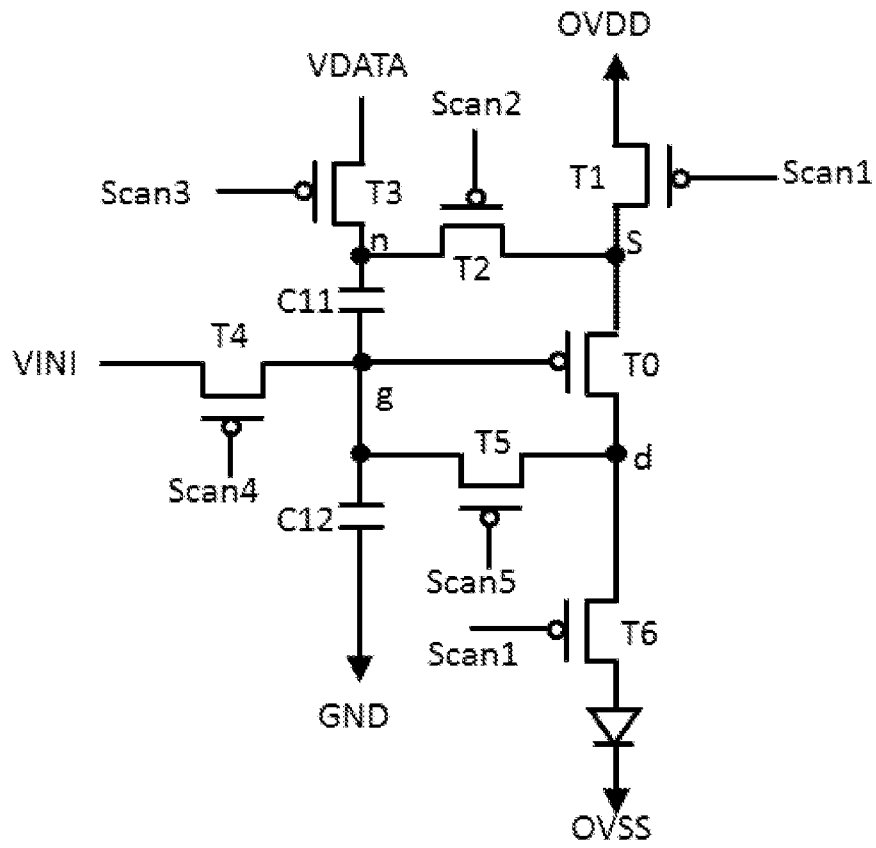 OVDD
VDATA
Scan2
Scan3
T3
T1
Scan1
n
S
T2
C11
T4
VINI
T0
g
T5
d
Scan4
C12
Scan5
Scan1
T6
GND
OVSS